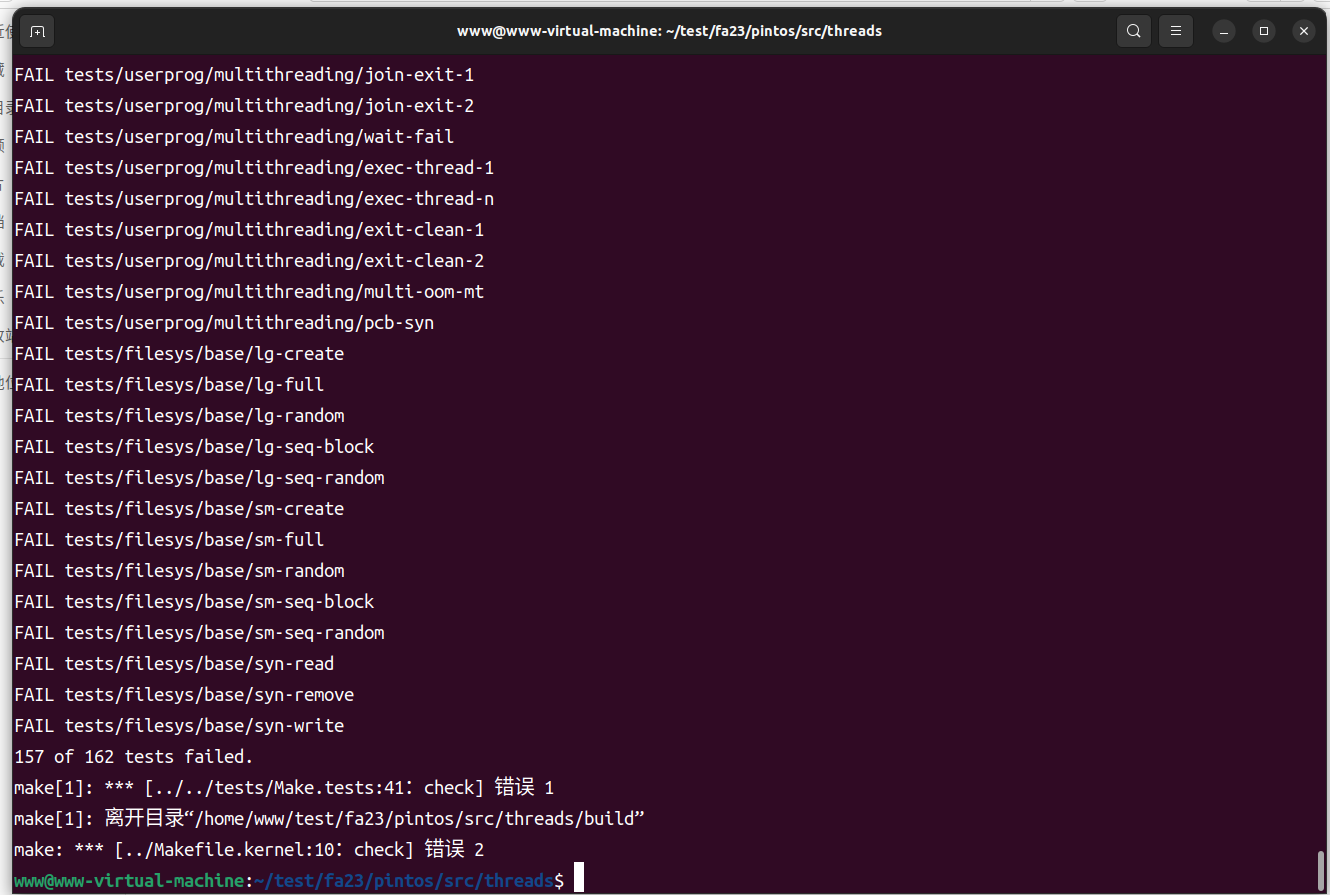 www@www-virtual-machine: ~/test/fa23/pintos/src/threads
FAIL tests/userprog/multithreading/join-exit-1
FAIL tests/userprog/multithreading/join-exit-2
FAIL tests/userprog/multithreading/wait-fail
FAIL tests/userprog/multithreading/exec-thread-1
FAIL tests/userprog/multithreading/exec-thread-n
FAIL tests/userprog/multithreading/exit-clean-1
FAIL tests/userprog/multithreading/exit-clean-2
FAIL tests/userprog/multithreading/multi-oom-mt
FAIL tests/userprog/multithreading/pcb-syn
FAIL tests/filesys/base/lg-create
FAIL tests/filesys/base/lg-full
FAIL tests/filesys/base/lg-random
FAIL tests/filesys/base/lg-seq-block
FAIL tests/filesys/base/lg-seq-random
FAIL tests/filesys/base/sm-create
FAIL tests/filesys/base/sm-full
FAIL tests/filesys/base/sm-random
FAIL tests/filesys/base/sm-seq-block
FAIL tests/filesys/base/sm-seq-random
FAIL tests/filesys/base/syn-read
FAIL tests/filesys/base/syn-remove
FAIL tests/filesys/base/syn-write
157 of 162 tests failed.
make[1]: *** [../../tests/Make.tests:41：check] 错误 1
make[1]: 离开目录“/home/www/test/fa23/pintos/src/threads/build”
make: *** [../Makefile.kernel:10：check] 错误 2
www@www-virtual-machine:~/test/fa23/pintos/src/threads$